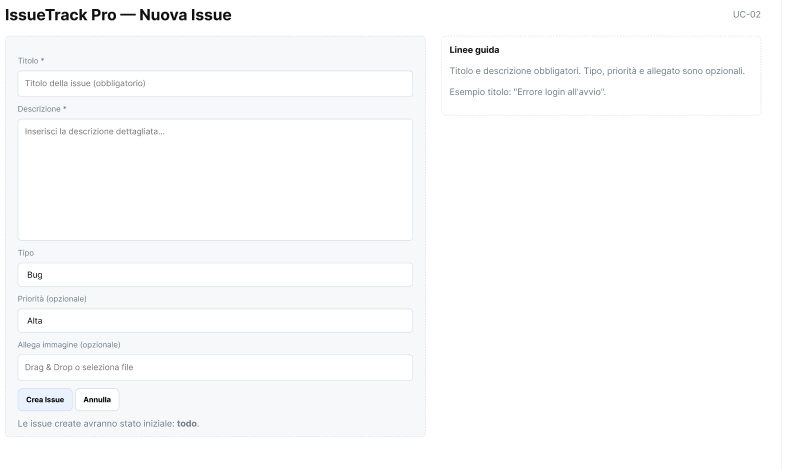 IssueTrack Pro — Nuova Issue
UC-02
Titolo *
Titolo della issue (obbligatorio)
Descrizione *
Inserisci la descrizione dettagliata...
Tipo
Bug
Priorità (opzionale)
Alta
Allega immagine (opzionale)
Drag & Drop o seleziona file
Crea Issue
Annulla
Le issue create avranno stato iniziale: todo.
Linee guida
Titolo e descrizione obbligatori. Tipo, priorità e allegato sono opzionali.
Esempio titolo: "Errore login all'avvio".